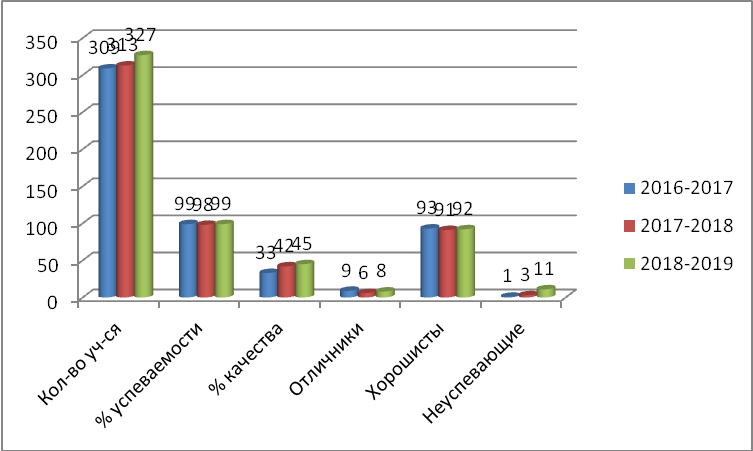 350
300
250
200
150
100
50
0
309 313 327
99 98 99
33 42 45
9 6 8
93 91 92
1 3 11
Кол-во уч-ся
% успеваемости
% качества
Отличники
Хорошисты
Неуспевающие
2016-2017
2017-2018
2018-2019